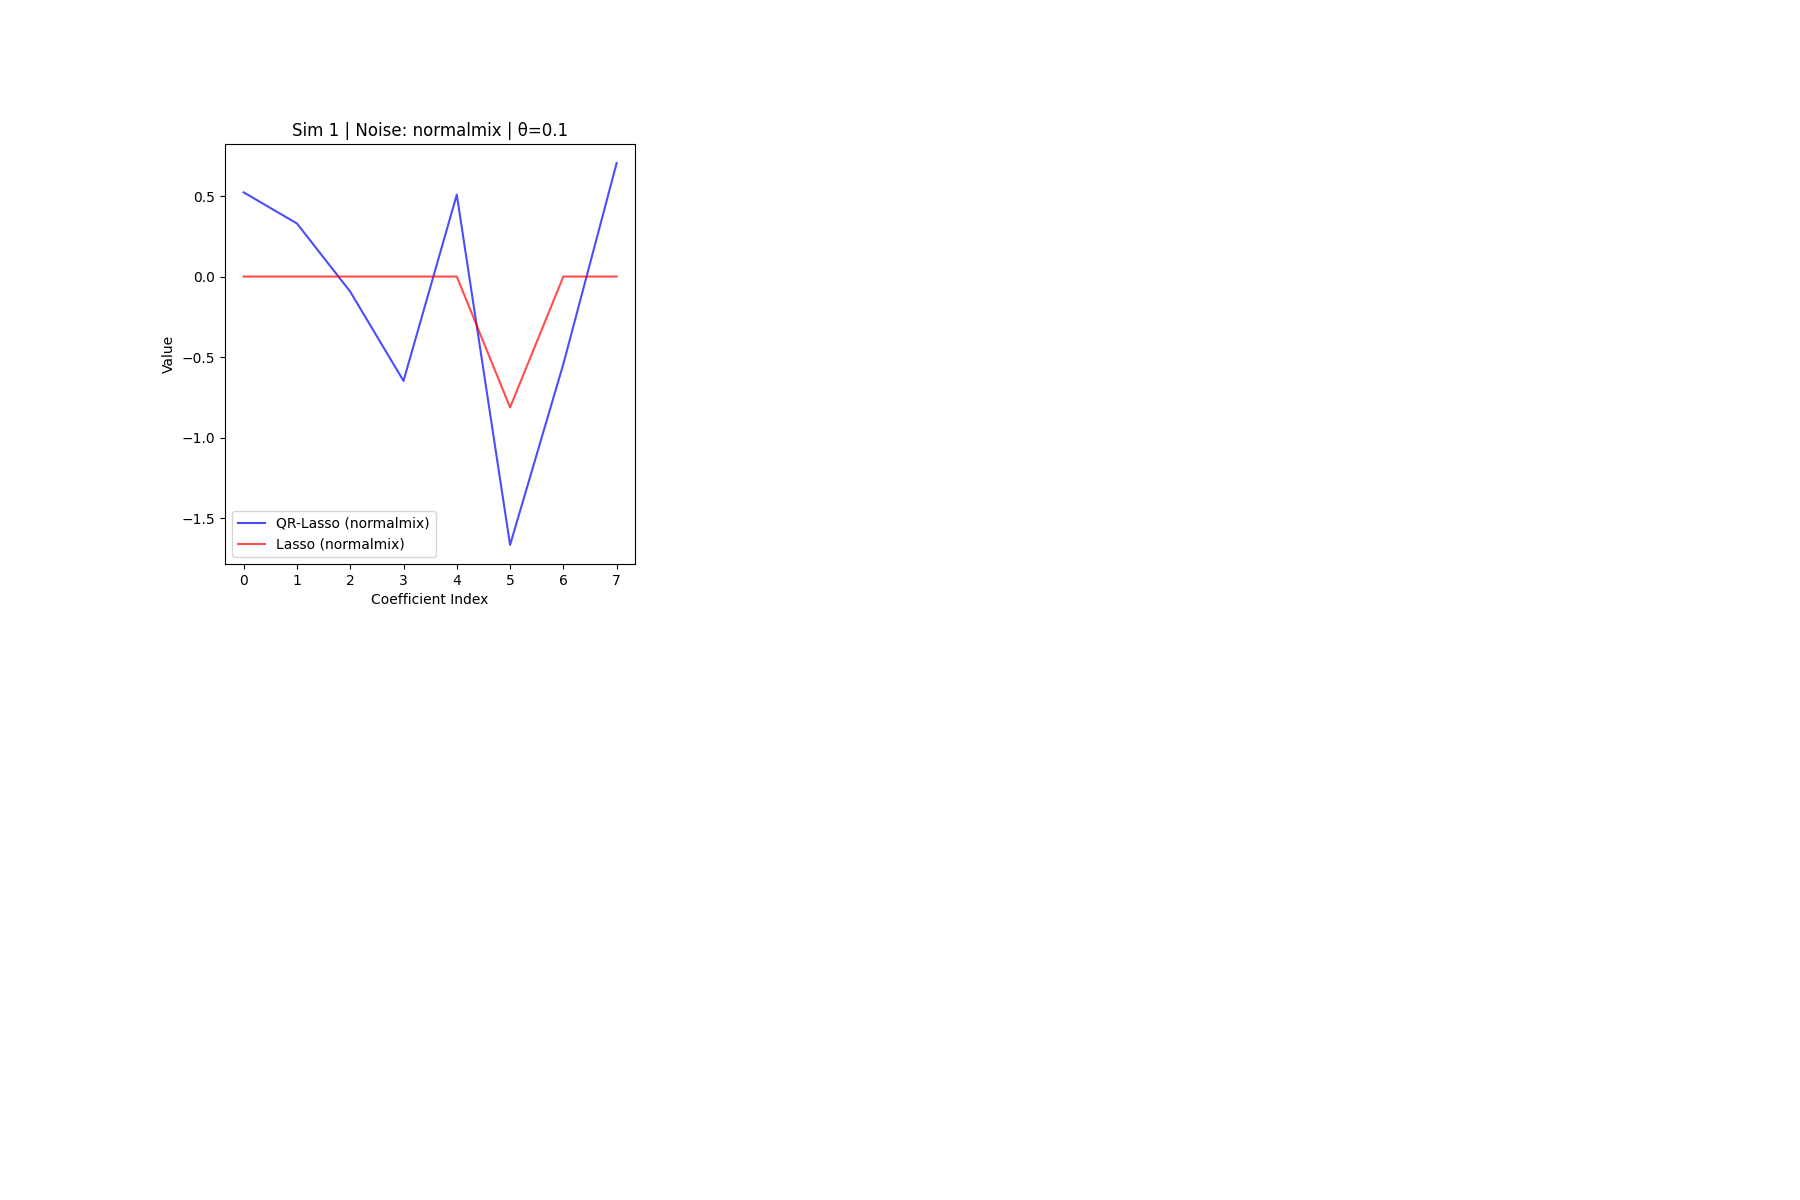 Sim 1 | Noise: normalmix | θ=0.1
Value
0.5
0.0
−0.5
−1.0
−1.5
QR-Lasso (normalmix)
Lasso (normalmix)
0 1 2 3 4 5 6 7
Coefficient Index